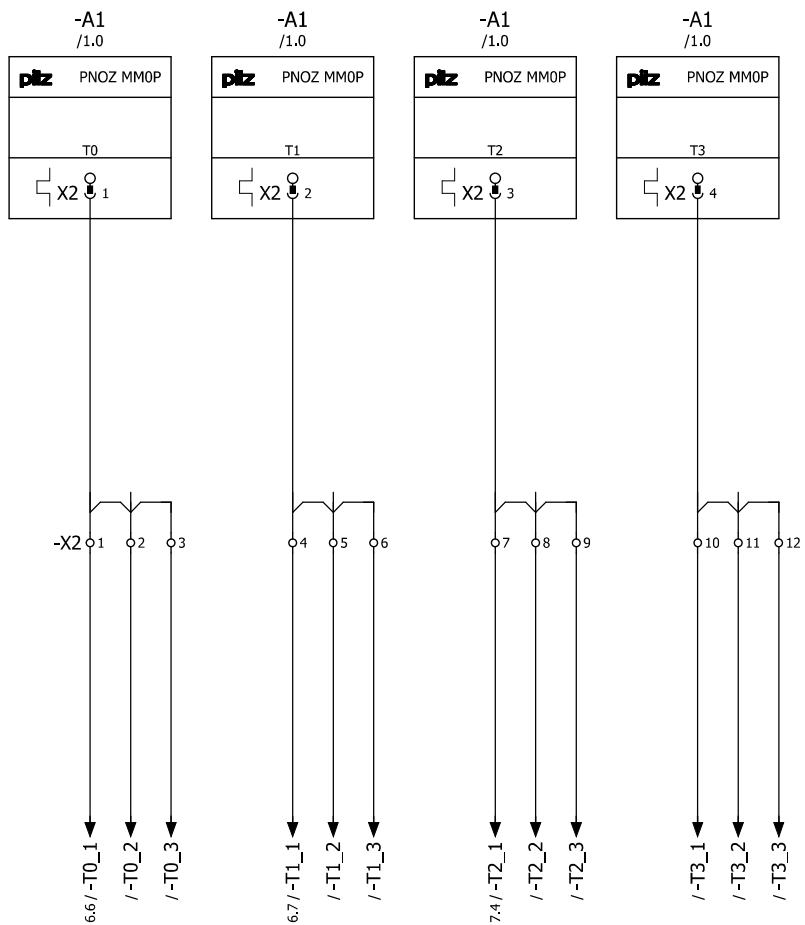 -A1 -A1 -A1 -A1
/1.0 /1.0 /1.0 /1.0
pilz PNOZ MM0P pilz PNOZ MM0P pilz PNOZ MM0P pilz PNOZ MM0P
T0 T1 T2 T3
X2 1 X2 2 X2 3 X2 4
-X2 1 2 3 4 5 6 7 8 9 10 11 12
6.6 / -T0_1
/ -T0_2
/ -T0_3
6.7 / -T1_1
/ -T1_2
/ -T1_3
7.4 / -T2_1
/ -T2_2
/ -T2_3
/ -T3_1
/ -T3_2
/ -T3_3